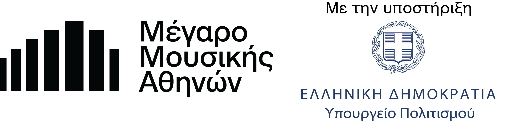 Μέγαρο
Μουσικής
Αθηνών
Με την υποστήριξη
ΕΛΛΗΝΙΚΗ ΔΗΜΟΚΡΑΤΙΑ
Υπουργείο Πολιτισμού